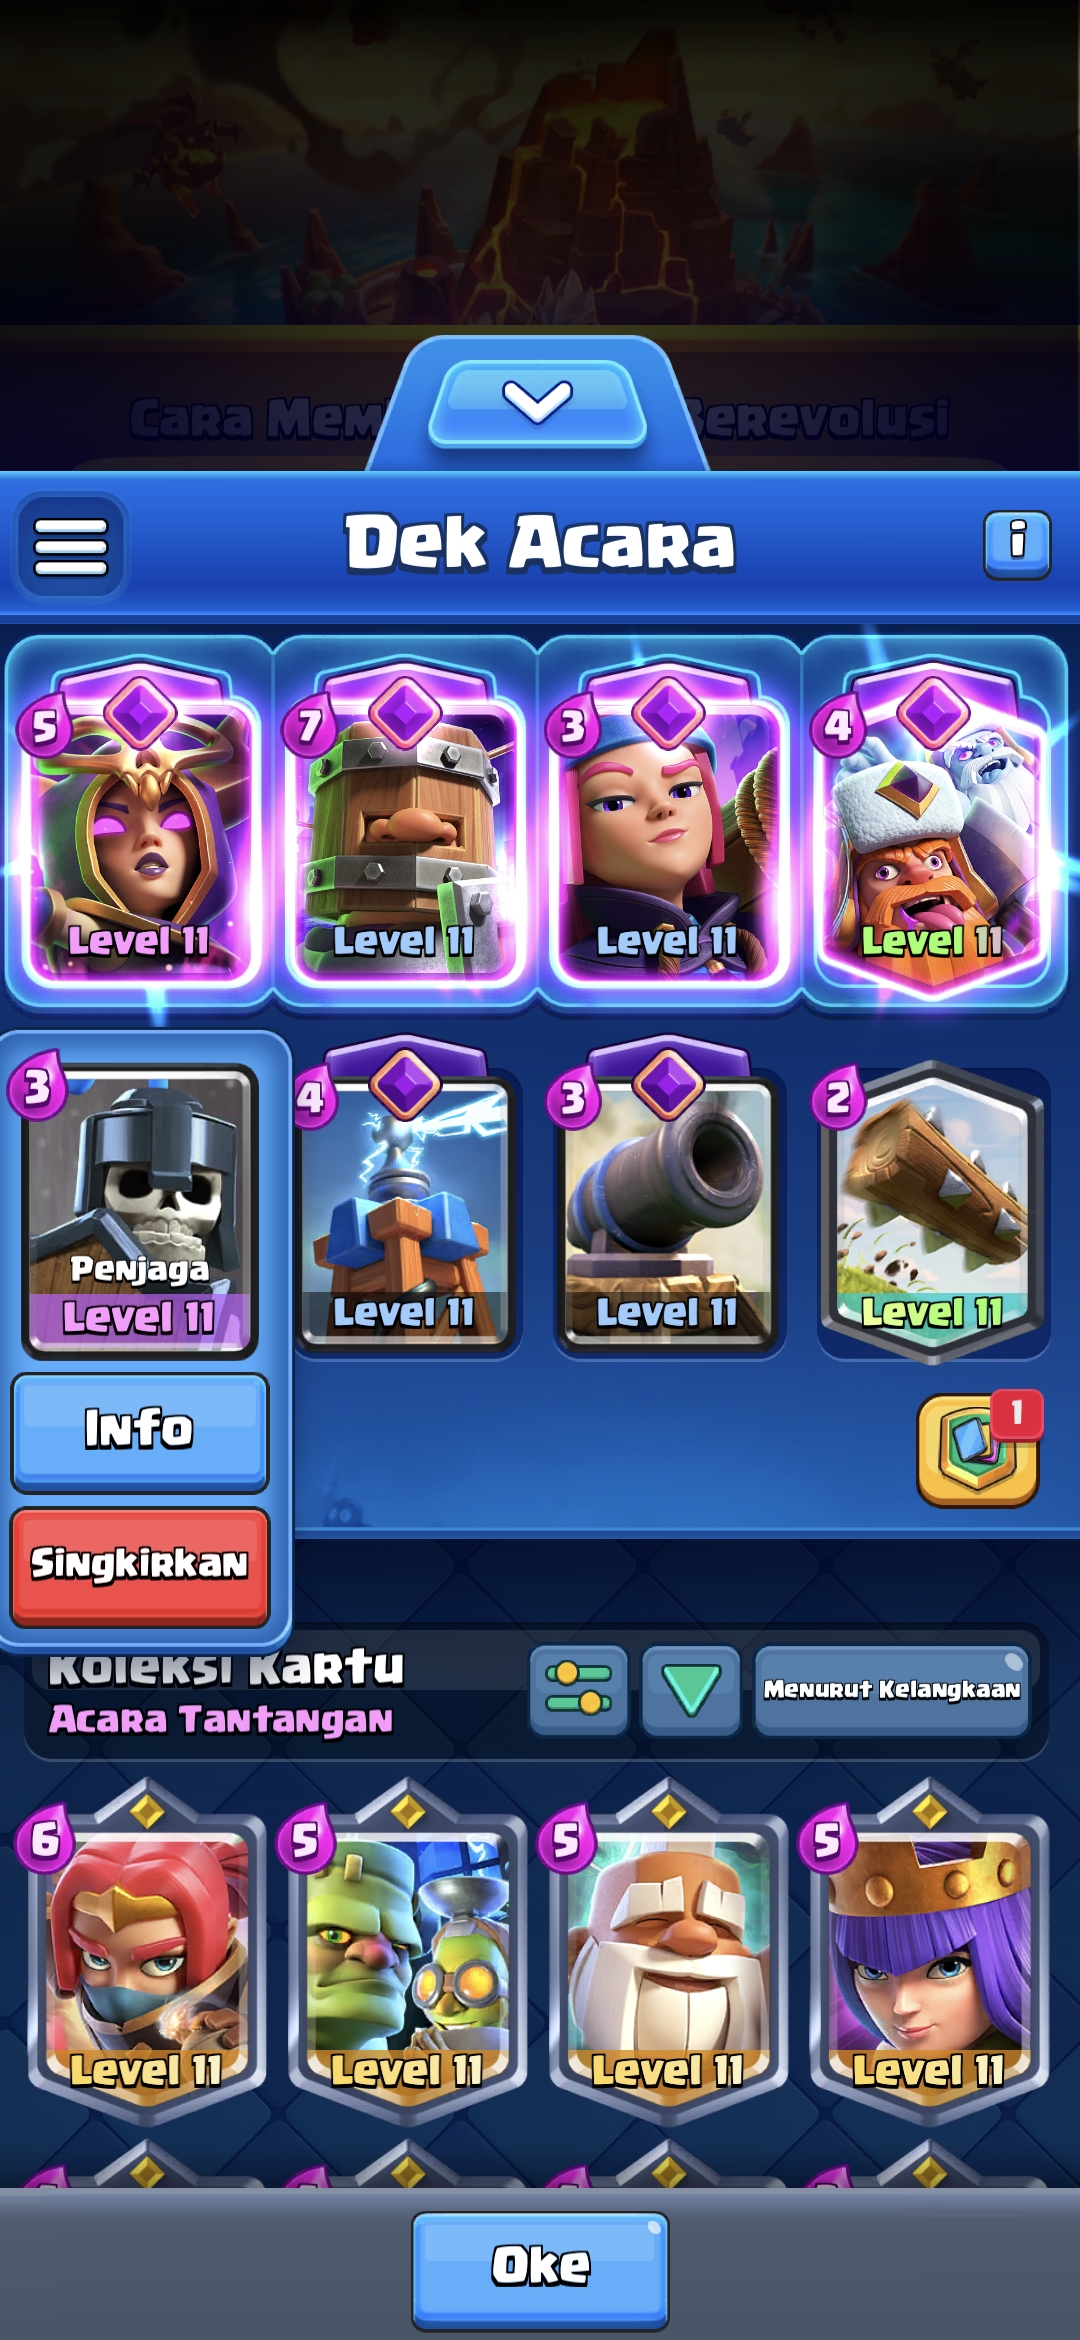 Cara Mem
Berevolusi
Dek Acara
i
5
7
3
4
Level 11
Level 11
Level 11
Level 11
3
4
3
2
Penjaga
Level 11
Level 11
Level 11
Level 11
Info
1
Singkirkan
Koleksi Kartu
Acara Tantangan
Menurut Kelangkaan
6
5
5
5
Level 11
Level 11
Level 11
Level 11
Oke